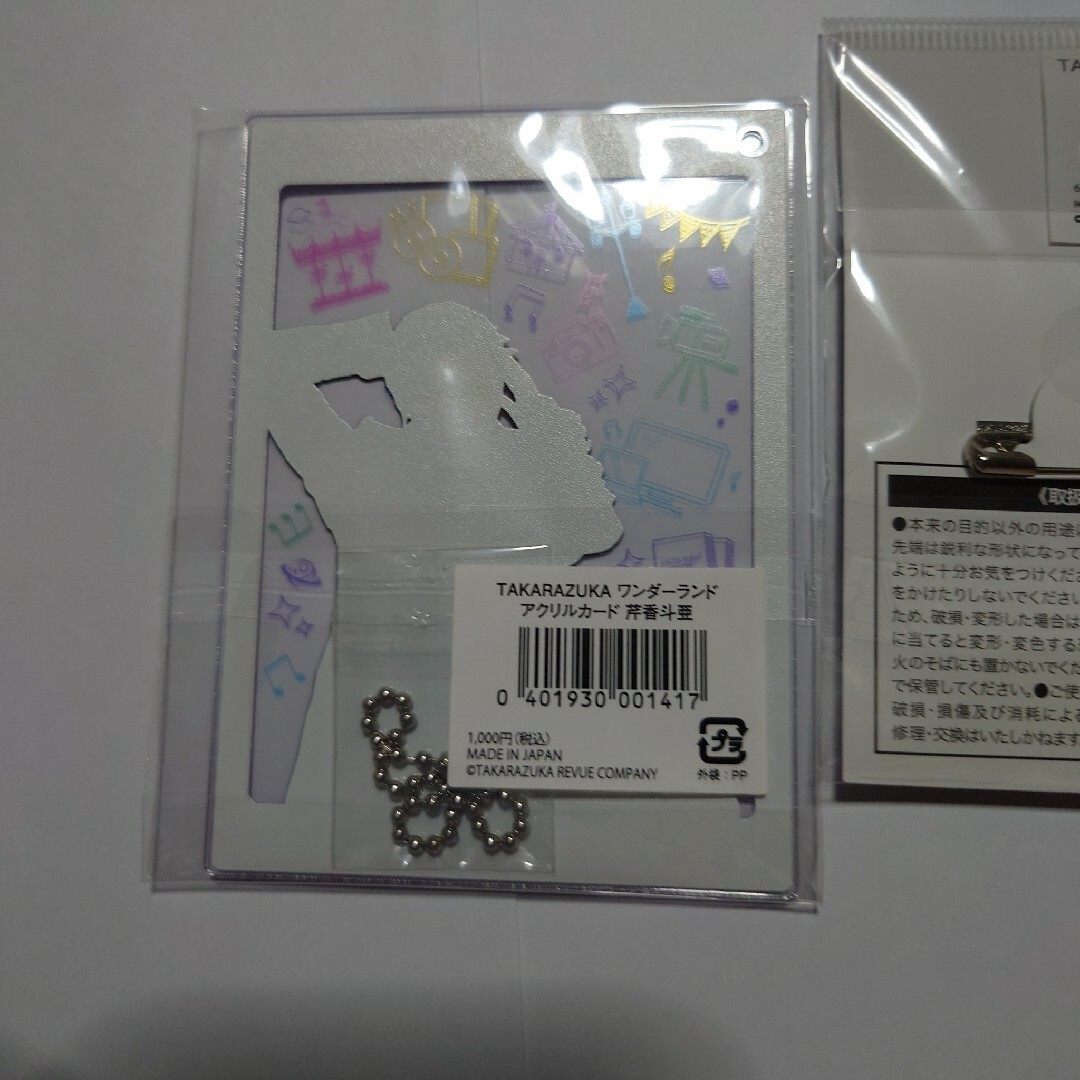 TAKARAZUKA ワンダーランド
アクリルカード 芹香斗亜
0 401930 001417
1,000円(税込)
MADE IN JAPAN
©TAKARAZUKA REVUE COMPANY
プラ
外袋：PP
TA
《取扱
●本来の目的以外の用途に
先端は鋭利な形状になって
ように十分お気をつけくださ
をかけたりしないでください
ため、破損・変形した場合は
に当てると変形・変色する
火のそばにも置かないでくだ
で保管してください。●ご使
破損・損傷及び消耗による
修理・交換はいたしかねます